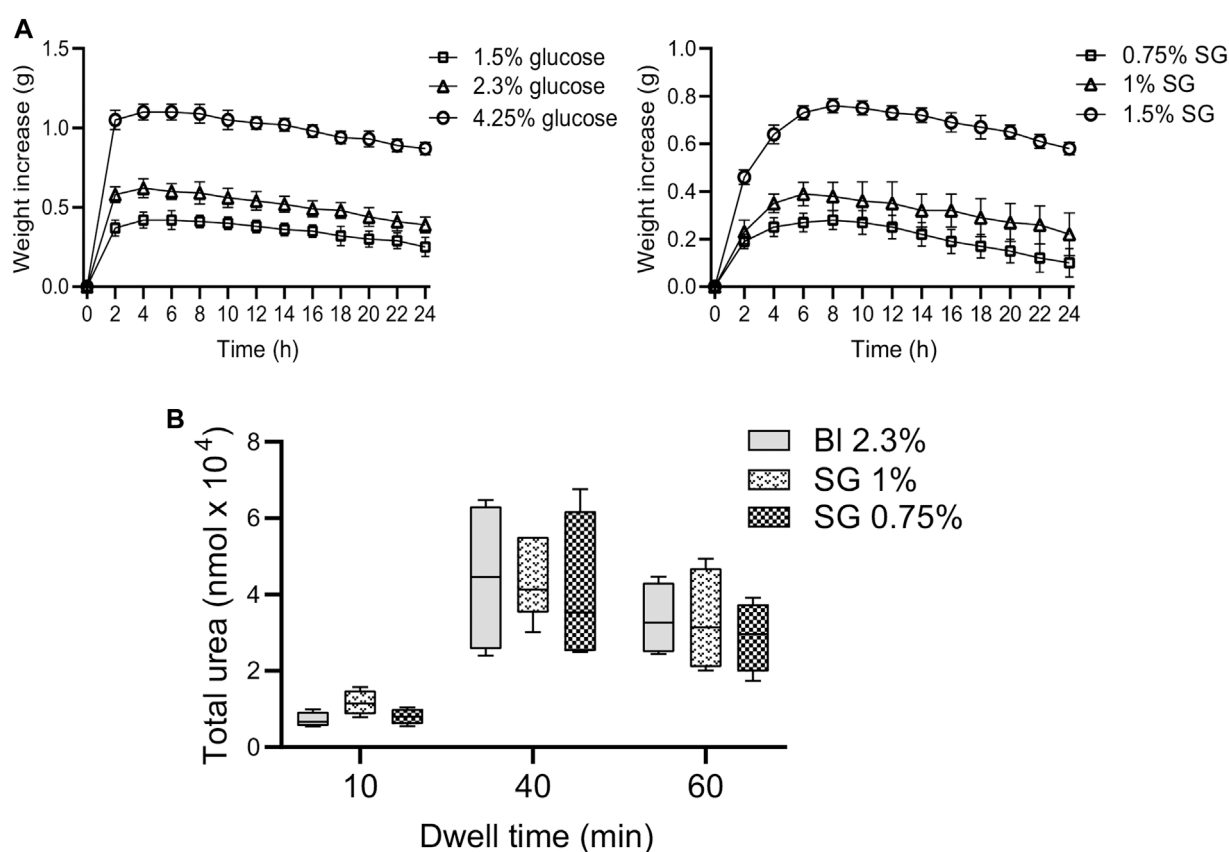 A
Weight increase (g)
1.5
1.0
0.5
0.0
0 2 4 6 8 10 12 14 16 18 20 22 24
Time (h)
1.5% glucose
2.3% glucose
4.25% glucose
Weight increase (g)
1.0
0.8
0.6
0.4
0.2
0.0
0 2 4 6 8 10 12 14 16 18 20 22 24
Time (h)
0.75% SG
1% SG
1.5% SG
B
Total urea (nmol x 10^4)
8
6
4
2
0
10 40 60
Dwell time (min)
Bl 2.3%
SG 1%
SG 0.75%